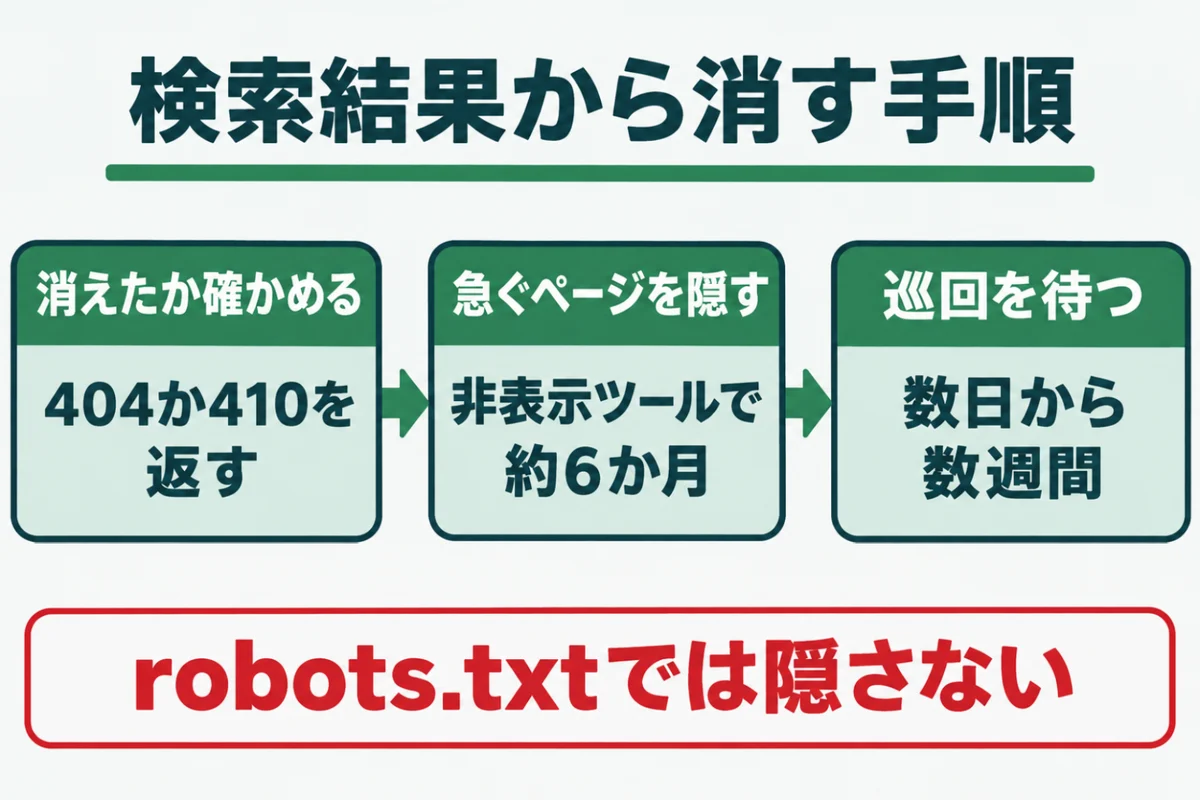 検索結果から消す手順
消えたか確かめる
404か410を
返す
急ぐページを隠す
非表示ツールで
約6か月
巡回を待つ
数日から
数週間
robots.txtでは隠さない